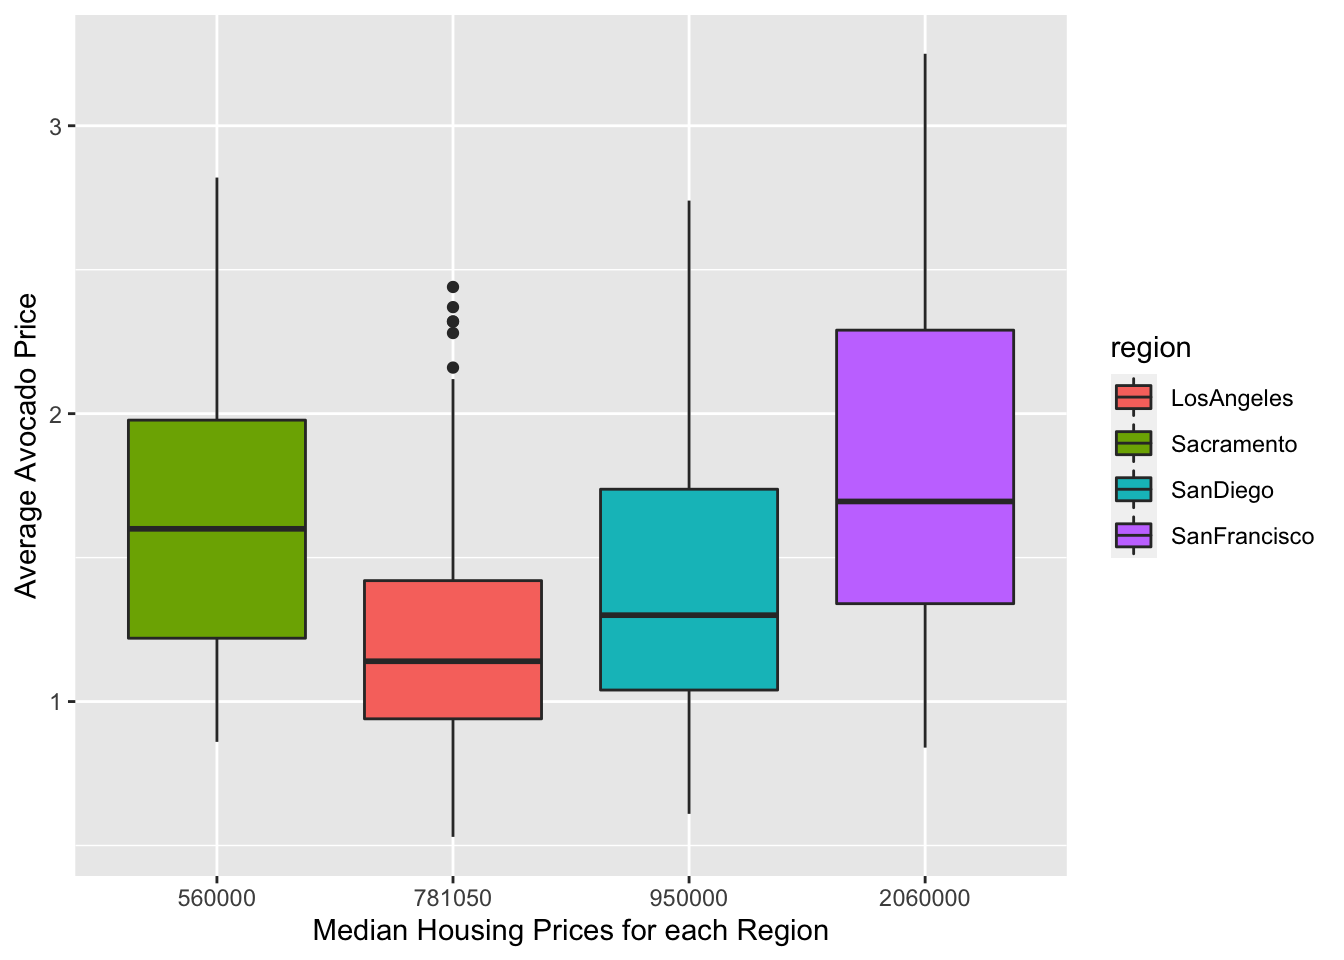 3
2
1
Average Avocado Price
560000 781050 950000 2060000
Median Housing Prices for each Region
region
LosAngeles
Sacramento
SanDiego
SanFrancisco